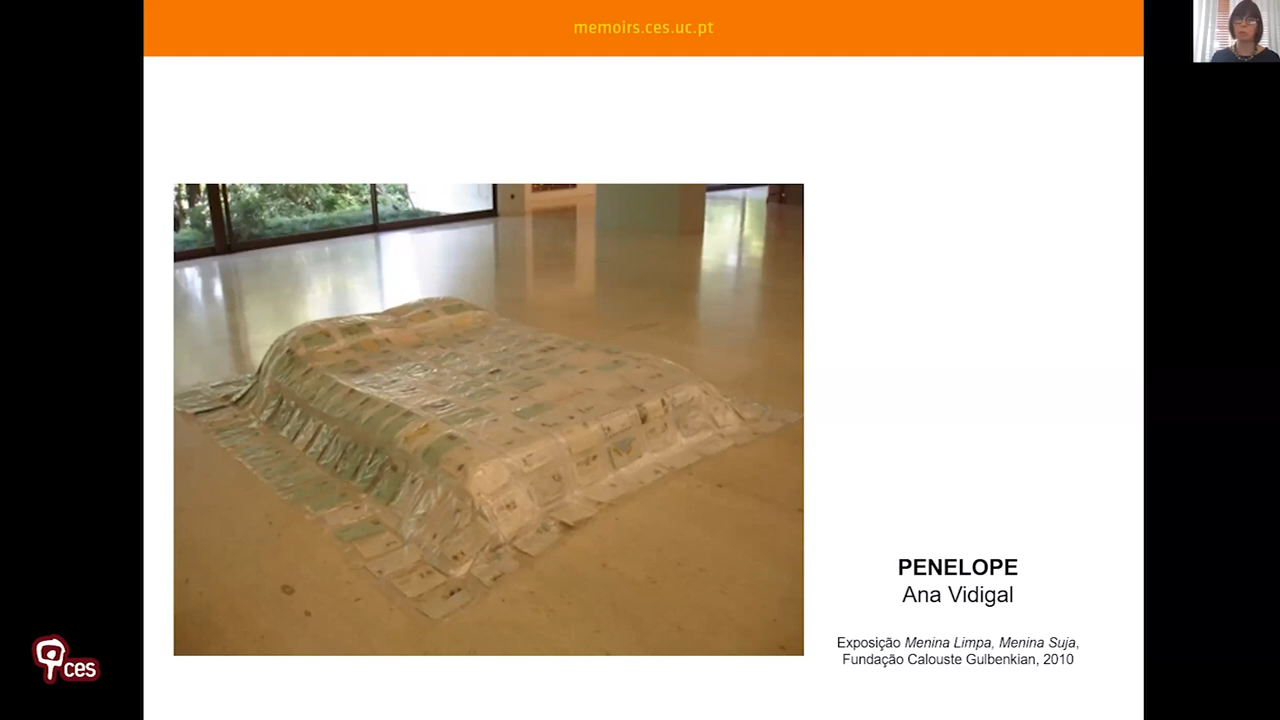 memoirs.ces.uc.pt
PENELOPE
Ana Vidigal
Exposição Menina Limpa, Menina Suja,
Fundação Calouste Gulbenkian, 2010
ces